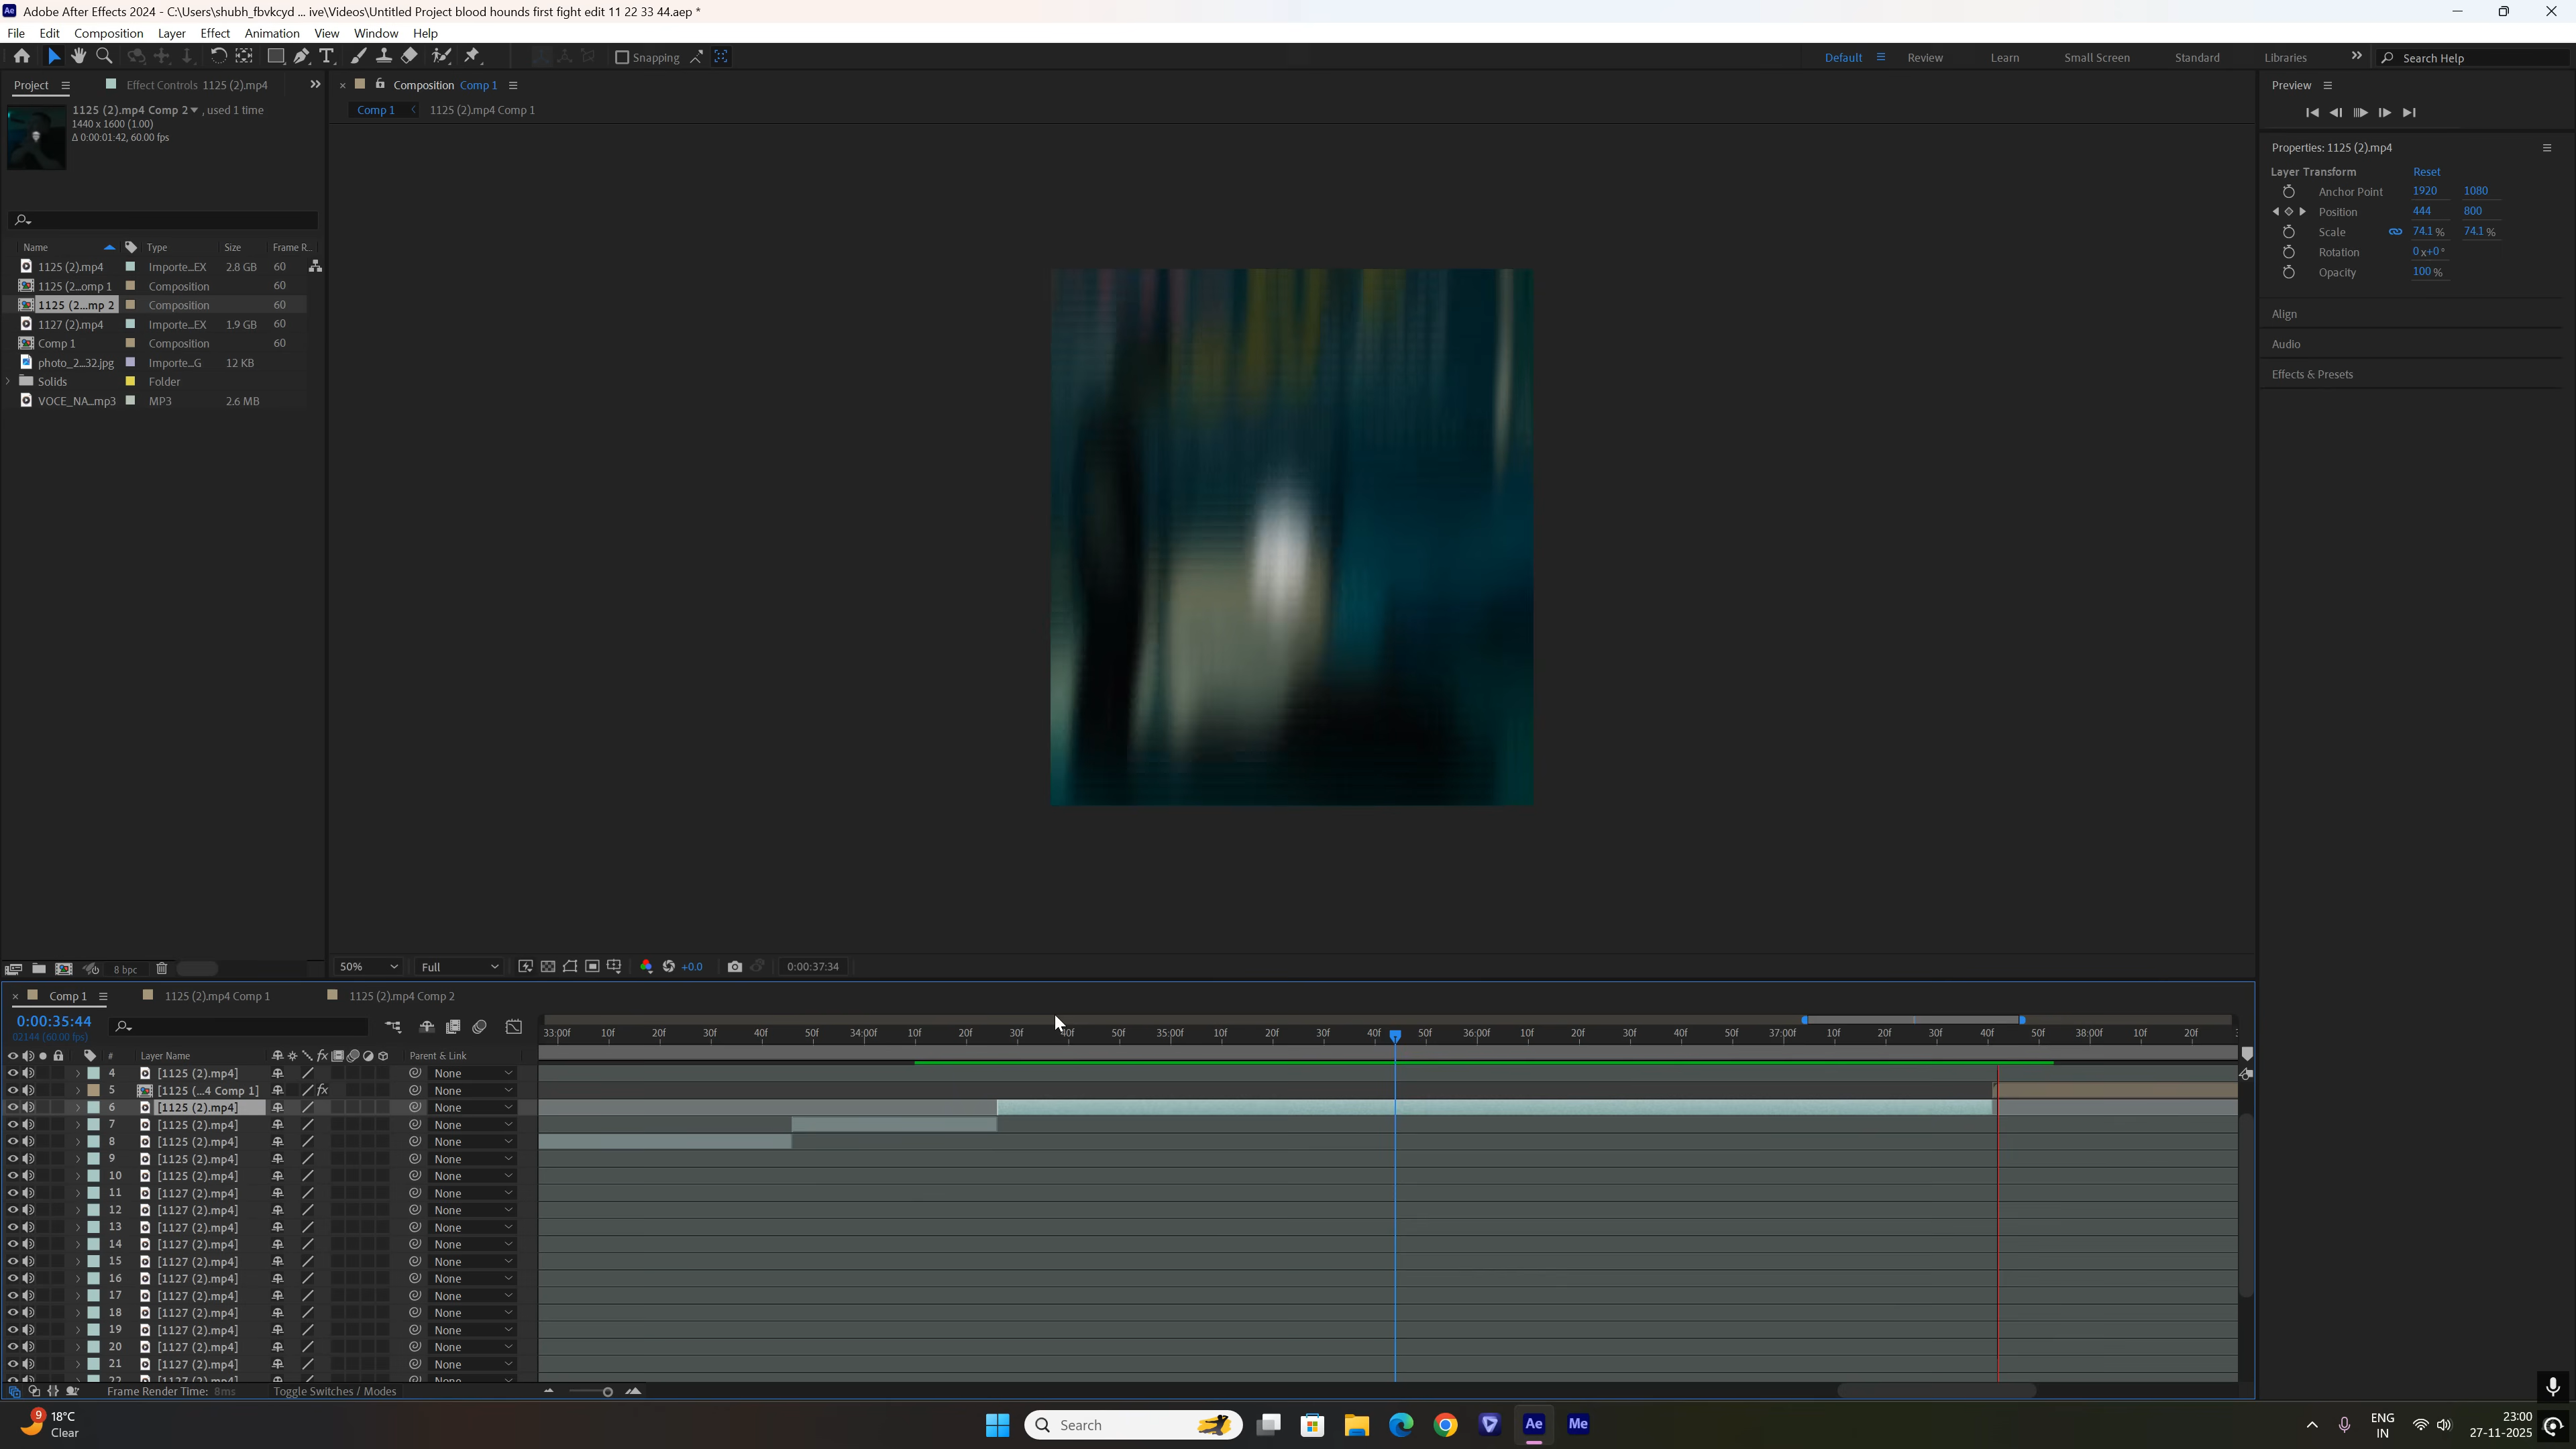 Adobe After Effects 2024 - C:\Users\shubh_fbvkcyd ... ive\Videos\Untitled Project blood hounds first fight edit 11 22 33 44.aep *
File Edit Composition Layer Effect Animation View Window Help
Snapping Default Review Learn Small Screen Standard Libraries Search Help
Project Effect Controls 1125 (2).mp4
1125 (2).mp4 Comp 2 , used 1 time
1440 x 1600 (1.00)
Δ 0:00:01:42, 60.00 fps
Name Type Size Frame R...
1125 (2).mp4 Importe...EX 2.8 GB 60
1125 (2...omp 1 Composition 60
1125 (2...mp 2 Composition 60
1127 (2).mp4 Importe...EX 1.9 GB 60
Comp 1 Composition 60
photo_2...32.jpg Importe...G 12 KB
Solids Folder
VOCE_NA...mp3 MP3 2.6 MB
8 bpc
Composition Comp 1
Comp 1 1125 (2).mp4 Comp 1
50% Full +0.0 0:00:37:34
Preview
Properties: 1125 (2).mp4
Layer Transform Reset
Anchor Point 1920 1080
Position 444 800
Scale 74.1 % 74.1 %
Rotation 0x+0°
Opacity 100 %
Align
Audio
Effects & Presets
Comp 1 1125 (2).mp4 Comp 1 1125 (2).mp4 Comp 2
0:00:35:44
02144 (60.00 fps)
33:00f 10f 20f 30f 40f 50f 34:00f 10f 20f 30f 40f 50f 35:00f 10f 20f 30f 40f 50f 36:00f 10f 20f 30f 40f 50f 37:00f 10f 20f 30f 40f 50f 38:00f 10f 20f
# Layer Name fx Parent & Link
4 [1125 (2).mp4] None
5 [1125 (...4 Comp 1] fx None
6 [1125 (2).mp4] None
7 [1125 (2).mp4] None
8 [1125 (2).mp4] None
9 [1125 (2).mp4] None
10 [1125 (2).mp4] None
11 [1127 (2).mp4] None
12 [1127 (2).mp4] None
13 [1127 (2).mp4] None
14 [1127 (2).mp4] None
15 [1127 (2).mp4] None
16 [1127 (2).mp4] None
17 [1127 (2).mp4] None
18 [1127 (2).mp4] None
19 [1127 (2).mp4] None
20 [1127 (2).mp4] None
21 [1127 (2).mp4] None
Frame Render Time: 8ms Toggle Switches / Modes
9 18°C
Clear
Search
Ae Me
ENG
IN
23:00
27-11-2025